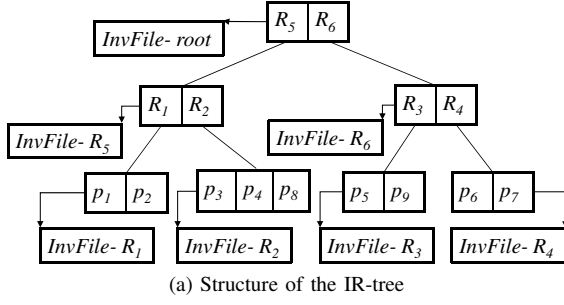 R5 R6
InvFile- root
R1 R2
R3 R4
InvFile- R5
InvFile- R6
p1 p2
p3 p4 p8
p5 p9
p6 p7
InvFile- R1
InvFile- R2
InvFile- R3
InvFile- R4
(a) Structure of the IR-tree